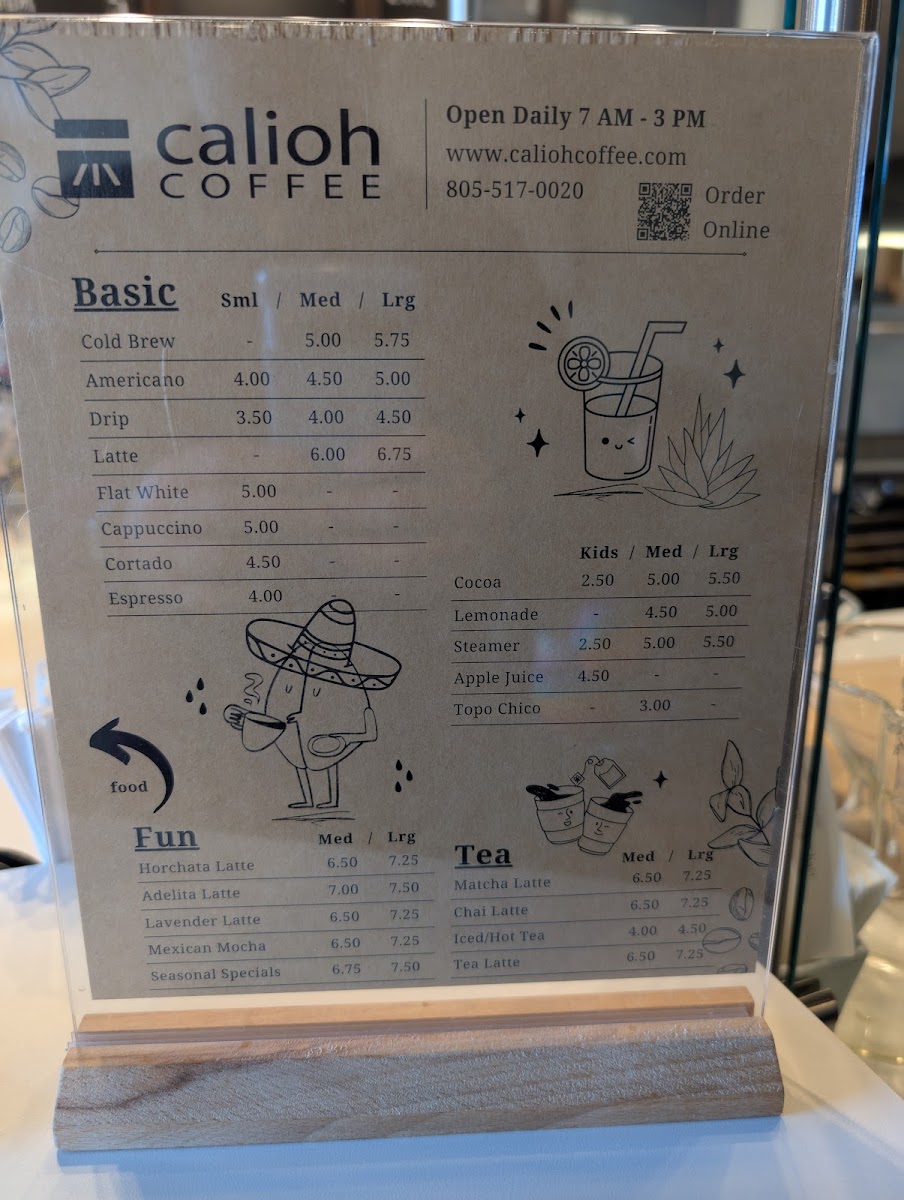 calioh
COFFEE
Open Daily 7 AM - 3 PM
www.caliohcoffee.com
805-517-0020
Order
Online
Basic Sml / Med / Lrg
Cold Brew - 5.00 5.75
Americano 4.00 4.50 5.00
Drip 3.50 4.00 4.50
Latte - 6.00 6.75
Flat White 5.00 - -
Cappuccino 5.00 - -
Cortado 4.50 - -
Espresso 4.00 - -
Kids / Med / Lrg
Cocoa 2.50 5.00 5.50
Lemonade - 4.50 5.00
Steamer 2.50 5.00 5.50
Apple Juice 4.50 - -
Topo Chico - 3.00 -
food
Fun Med / Lrg
Horchata Latte 6.50 7.25
Adelita Latte 7.00 7.50
Lavender Latte 6.50 7.25
Mexican Mocha 6.50 7.25
Seasonal Specials 6.75 7.50
Tea Med / Lrg
Matcha Latte 6.50 7.25
Chai Latte 6.50 7.25
Iced/Hot Tea 4.00 4.50
Tea Latte 6.50 7.25